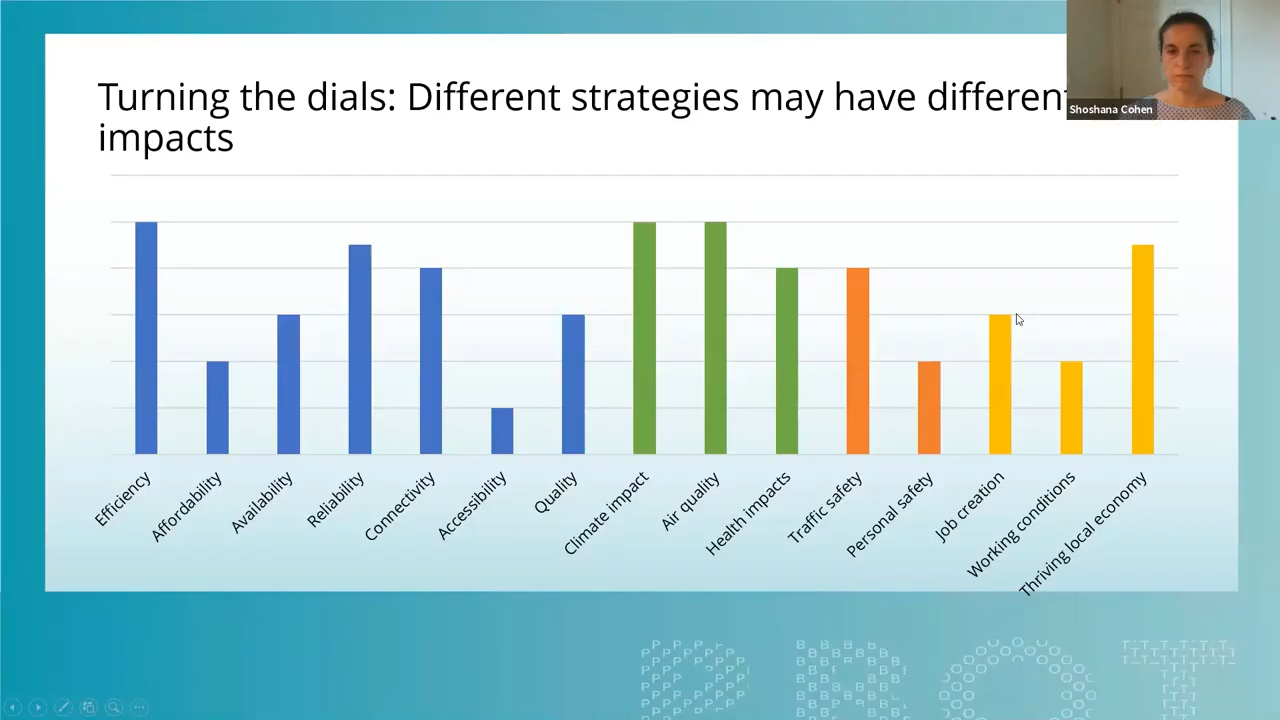 Turning the dials: Different strategies may have different
impacts
Shoshana Cohen
Efficiency
Affordability
Availability
Reliability
Connectivity
Accessibility
Quality
Climate impact
Air quality
Health impacts
Traffic safety
Personal safety
Job creation
Working conditions
Thriving local economy
PROT